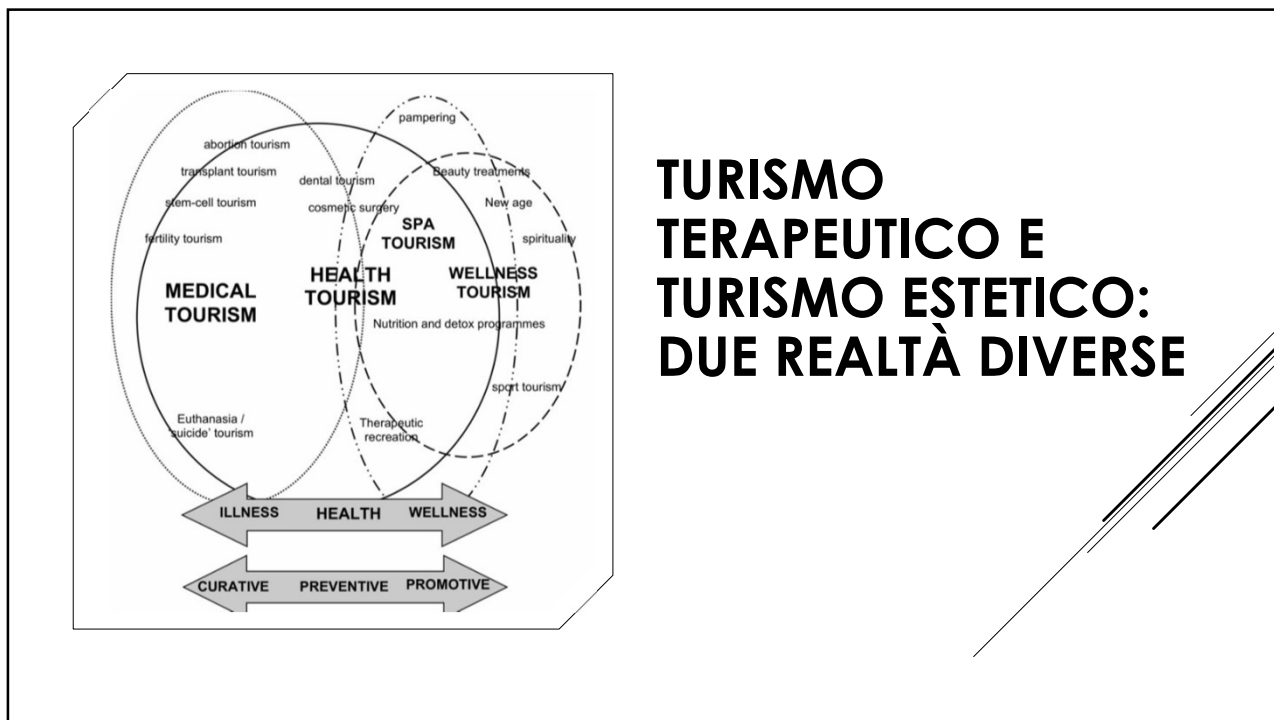 pampering
abortion tourism
transplant tourism
dental tourism
Beauty treatments
stem-cell tourism
cosmetic surgery
New age
SPA
TOURISM
fertility tourism
spirituality
MEDICAL
TOURISM
HEALTH
TOURISM
WELLNESS
TOURISM
Nutrition and detox programmes
sport tourism
Euthanasia /
'suicide' tourism
Therapeutic
recreation
ILLNESS HEALTH WELLNESS
CURATIVE PREVENTIVE PROMOTIVE
TURISMO
TERAPEUTICO E
TURISMO ESTETICO:
DUE REALTÀ DIVERSE